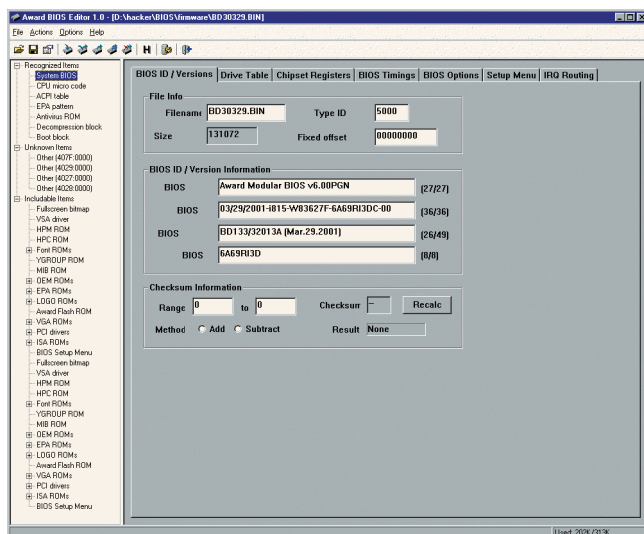 Award BIOS Editor 1.0 - [D:\hacker\BIOS\firmware\BD30329.BIN]
File Actions Options Help
Recognized Items
System BIOS
CPU micro code
ACPI table
EPA pattern
Antivirus ROM
Decompression block
Boot block
Unknown Items
Other (407F:0000)
Other (4029:0000)
Other (4027:0000)
Other (4028:0000)
Includable Items
Fullscreen bitmap
VSA driver
HPM ROM
HPC ROM
Font ROMs
YGROUP ROM
MIB ROM
OEM ROMs
EPA ROMs
LOGO ROMs
Award Flash ROM
VGA ROMs
PCI drivers
ISA ROMs
BIOS Setup Menu
Fullscreen bitmap
VSA driver
HPM ROM
HPC ROM
Font ROMs
YGROUP ROM
MIB ROM
OEM ROMs
EPA ROMs
LOGO ROMs
Award Flash ROM
VGA ROMs
PCI drivers
ISA ROMs
BIOS Setup Menu
BIOS ID / Versions Drive Table Chipset Registers BIOS Timings BIOS Options Setup Menu IRQ Routing
File Info
Filename BD30329.BIN Type ID 5000
Size 131072 Fixed offset 00000000
BIOS ID / Version Information
BIOS Award Modular BIOS v6.00PGN (27/27)
BIOS 03/29/2001-i815-W83627F-6A69RI3DC-00 (36/36)
BIOS BD133/32013A (Mar.29.2001) (26/49)
BIOS 6A69RI3D (8/8)
Checksum Information
Range 0 to 0 Checksum -- Recalc
Method Add Subtract Result None
Used: 202K/313K